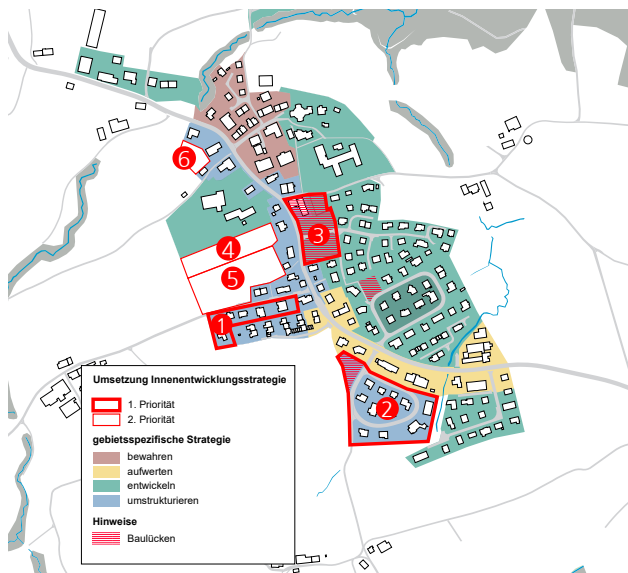 6
3
4
5
1
2
Umsetzung Innenentwicklungsstrategie
1. Priorität
2. Priorität
gebietsspezifische Strategie
bewahren
aufwerten
entwickeln
umstrukturieren
Hinweise
Baulücken